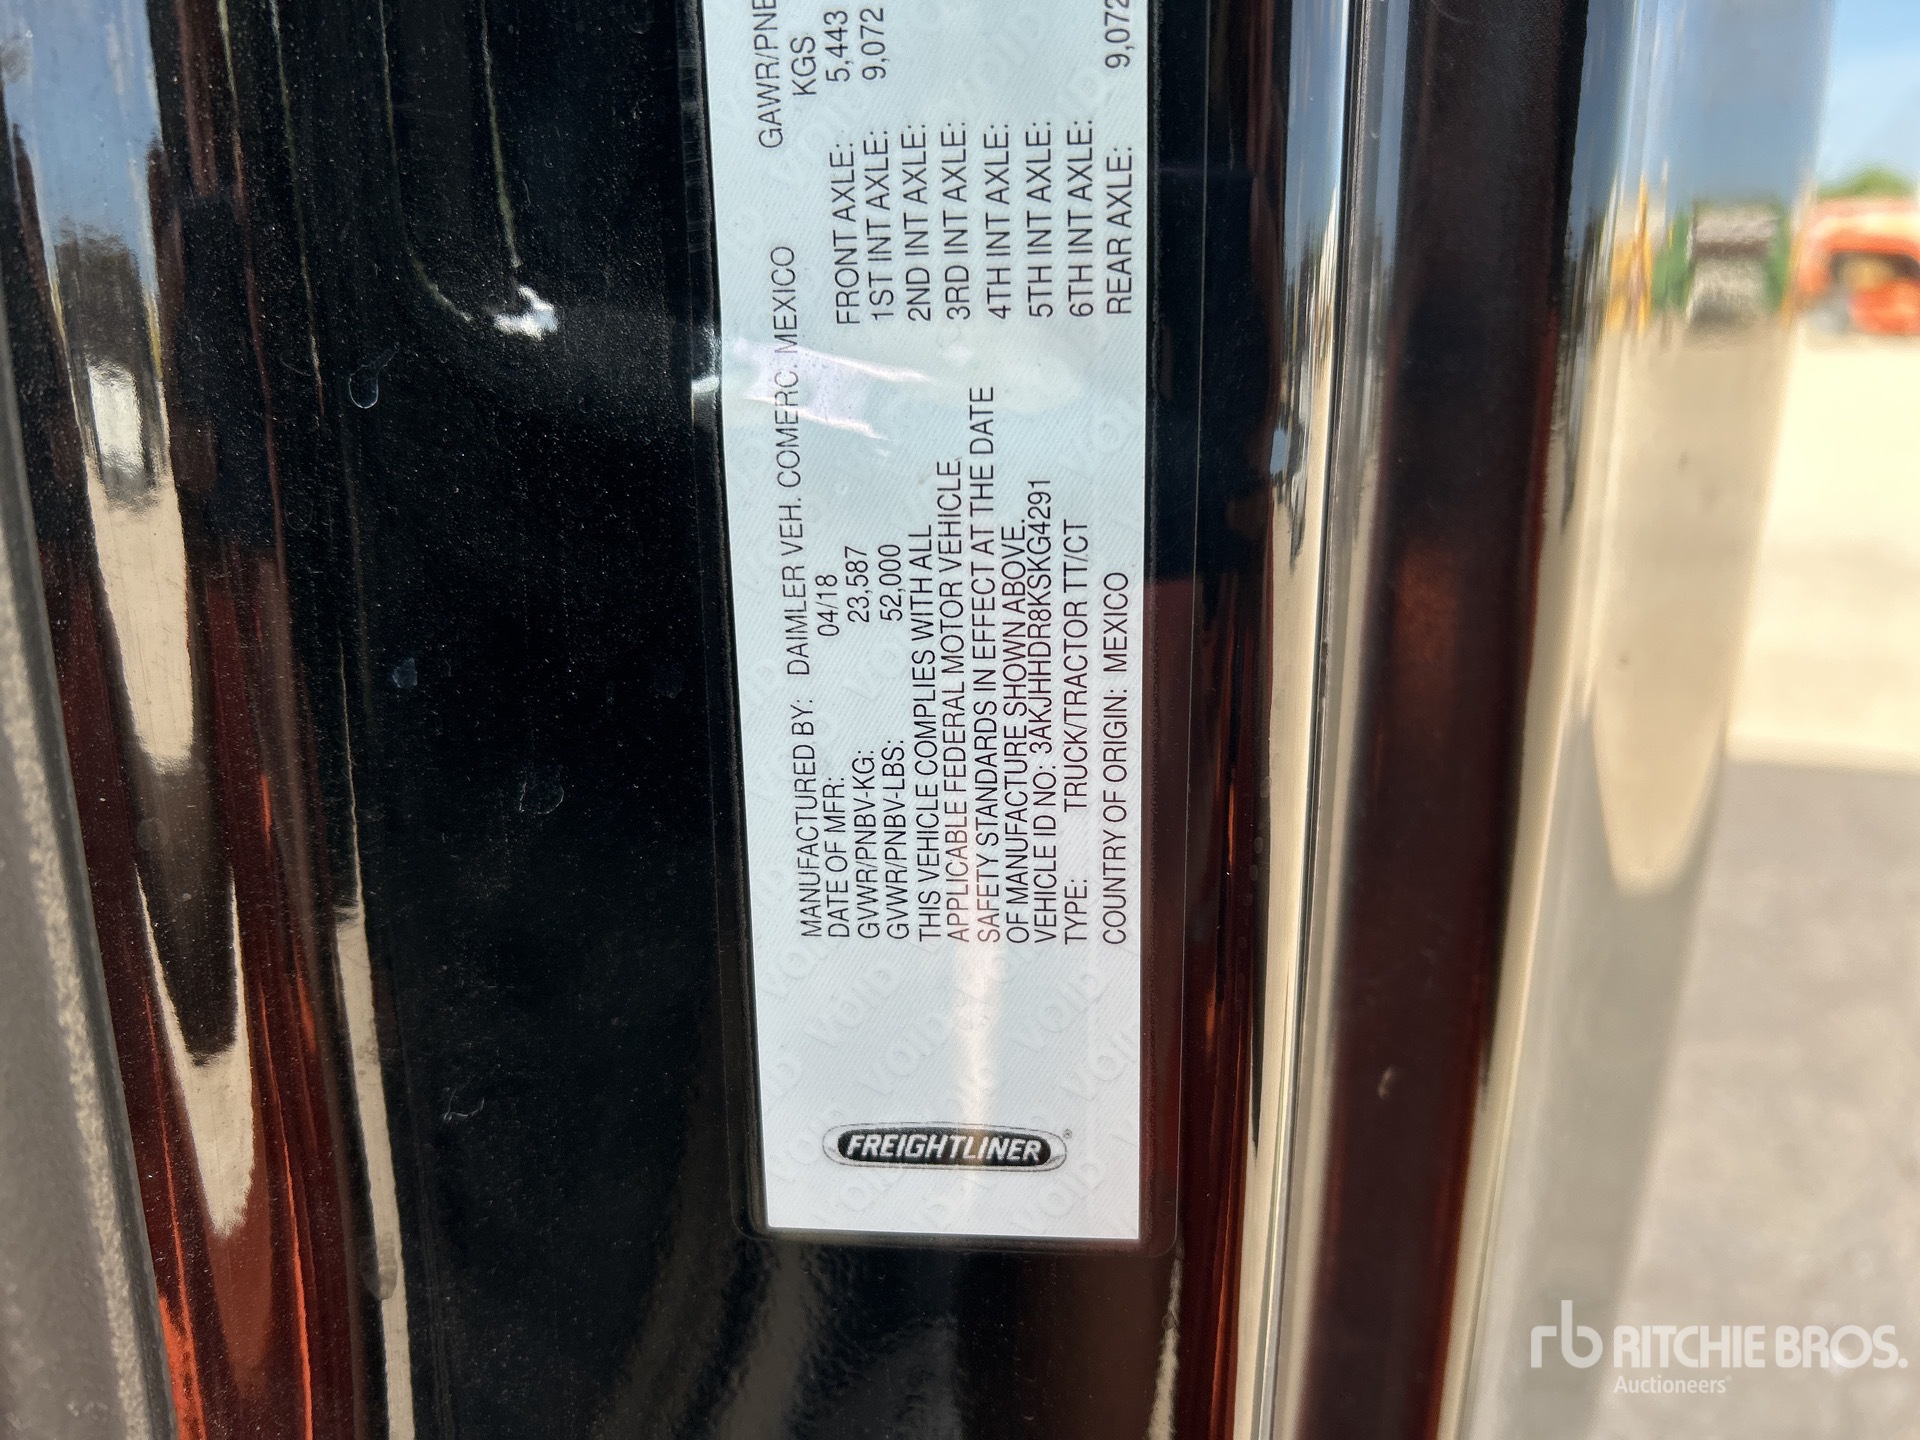 MANUFACTURED BY: DAIMLER VEH. COMERC. MEXICO
DATE OF MFR: 04/18
GVWR/PNBV-KG: 23,587
GVWR/PNBV-LBS: 52,000
THIS VEHICLE COMPLIES WITH ALL
APPLICABLE FEDERAL MOTOR VEHICLE
SAFETY STANDARDS IN EFFECT AT THE DATE
OF MANUFACTURE SHOWN ABOVE.
VEHICLE ID NO: 3AKJHHDR8KSKG4291
TYPE: TRUCK/TRACTOR TT/CT
COUNTRY OF ORIGIN: MEXICO
GAWR/PNB
KGS
FRONT AXLE: 5,443
1ST INT AXLE: 9,072
2ND INT AXLE:
3RD INT AXLE:
4TH INT AXLE:
5TH INT AXLE:
6TH INT AXLE:
REAR AXLE: 9,072
FREIGHTLINER®
rb RITCHIE BROS.
Auctioneers